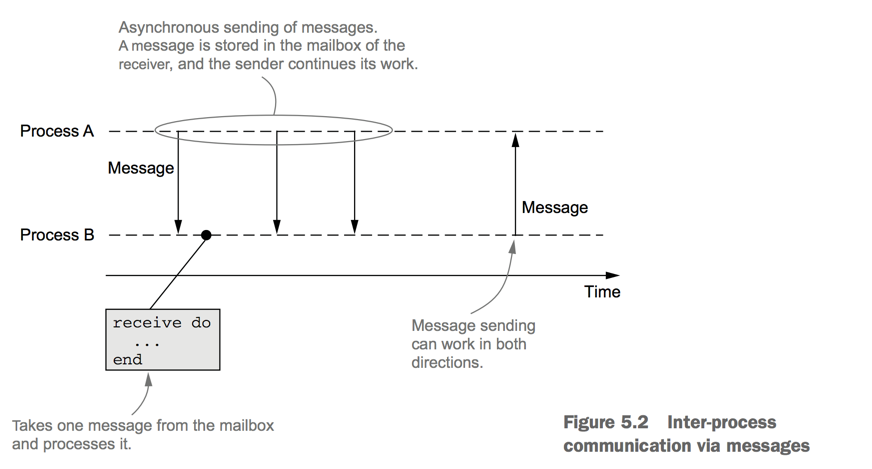 Asynchronous sending of messages.
A message is stored in the mailbox of the
receiver, and the sender continues its work.
Process A
Message
Message
Process B
Time
receive do
...
end
Message sending
can work in both
directions.
Takes one message from the mailbox
and processes it.
Figure 5.2 Inter-process
communication via messages